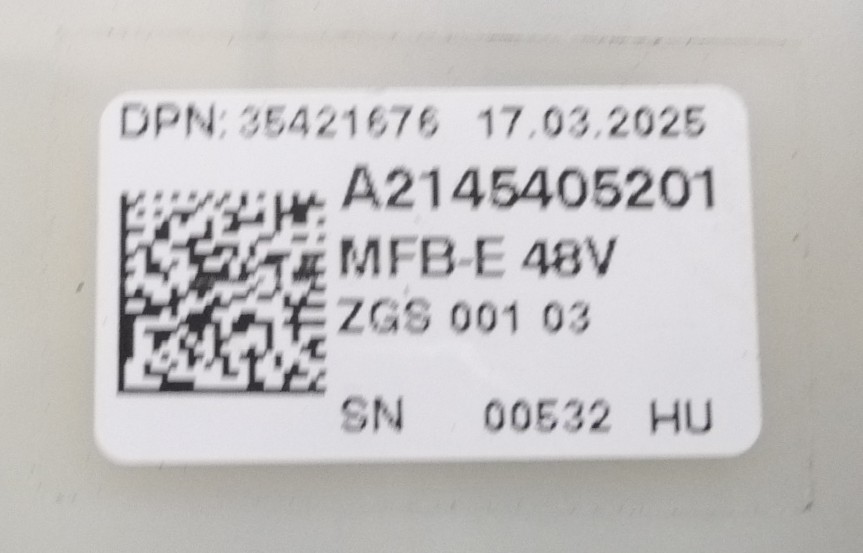 DPN: 35421676 17.03.2025
A2145405201
MFB-E 48V
ZGS 001 03
SN 00532 HU